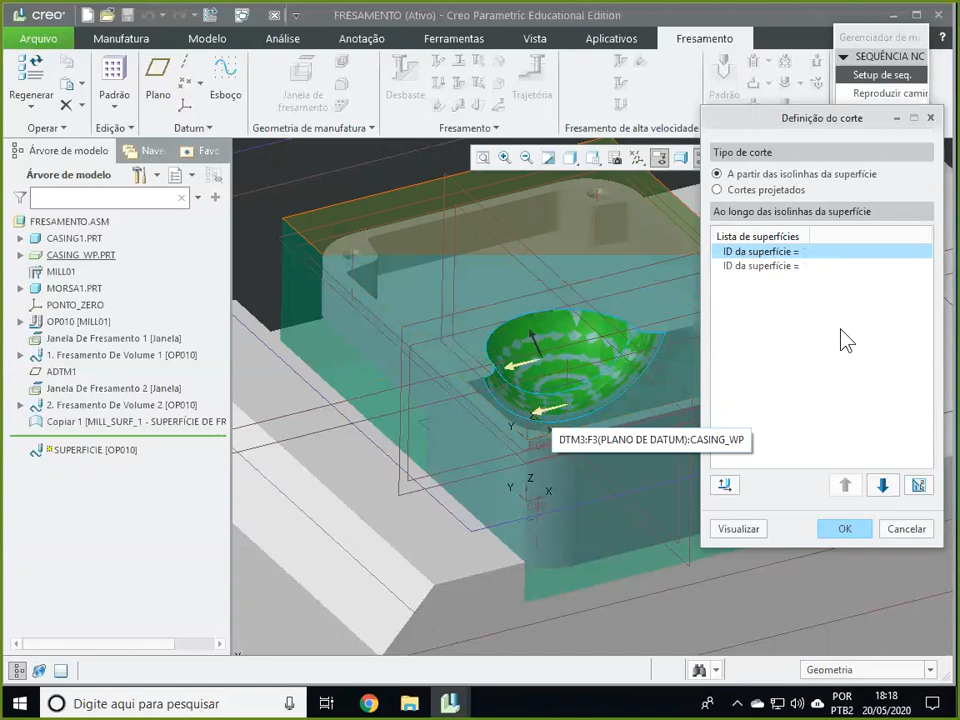 creo
FRESAMENTO (Ativo) - Creo Parametric Educational Edition
Arquivo
Manufatura
Modelo
Análise
Anotação
Ferramentas
Vista
Aplicativos
Fresamento
Regenerar
Padrão
Plano
Esboço
Janela de
fresamento
Desbaste
Trajetória
Padrão
Operar
Edição
Datum
Geometria de manufatura
Fresamento
Fresamento de alta velocidade
Gerenciador de m
SEQUÊNCIA NC
Setup de seq.
Reproduzir camin
Árvore de modelo
Nave
Favo
Árvore de modelo
FRESAMENTO.ASM
CASING1.PRT
CASING_WP.PRT
MILL01
MORSA1.PRT
PONTO_ZERO
OP010 [MILL01]
Janela De Fresamento 1 [Janela]
1. Fresamento De Volume 1 [OP010]
ADTM1
Janela De Fresamento 2 [Janela]
2. Fresamento De Volume 2 [OP010]
Copiar 1 [MILL_SURF_1 - SUPERFÍCIE DE FR
SUPERFICIE [OP010]
Definição do corte
Tipo de corte
A partir das isolinhas da superfície
Cortes projetados
Ao longo das isolinhas da superfície
Lista de superfícies
ID da superfície =
ID da superfície =
Visualizar
OK
Cancelar
DTM3:F3(PLANO DE DATUM):CASING_WP
Y
Z
Y
X
Geometria
Digite aqui para pesquisar
POR
PTB2
18:18
20/05/2020